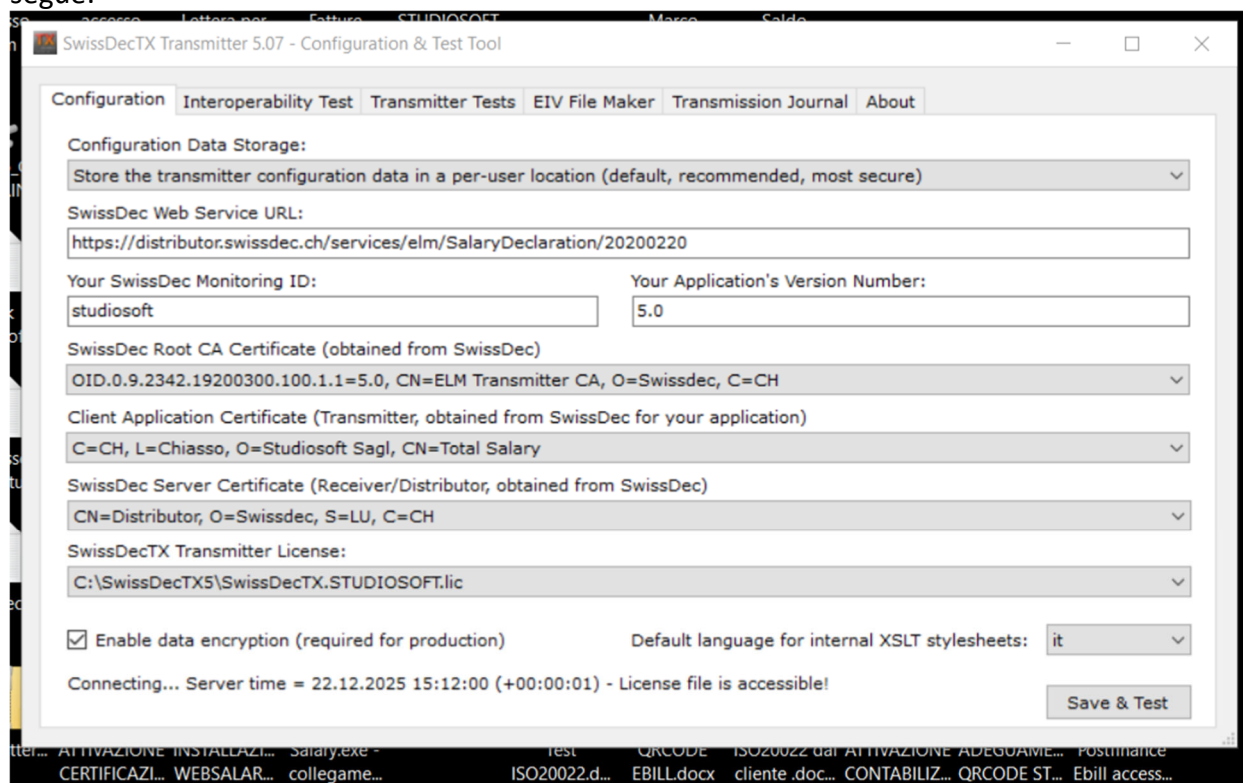 segue:
accesso Lettera per Fatture STUDIOSOFT Marco Saldo
SwissDecTX Transmitter 5.07 - Configuration & Test Tool
Configuration Interoperability Test Transmitter Tests EIV File Maker Transmission Journal About
Configuration Data Storage:
Store the transmitter configuration data in a per-user location (default, recommended, most secure)
SwissDec Web Service URL:
https://distributor.swissdec.ch/services/elm/SalaryDeclaration/20200220
Your SwissDec Monitoring ID: Your Application's Version Number:
studiosoft 5.0
SwissDec Root CA Certificate (obtained from SwissDec)
OID.0.9.2342.19200300.100.1.1=5.0, CN=ELM Transmitter CA, O=Swissdec, C=CH
Client Application Certificate (Transmitter, obtained from SwissDec for your application)
C=CH, L=Chiasso, O=Studiosoft Sagl, CN=Total Salary
SwissDec Server Certificate (Receiver/Distributor, obtained from SwissDec)
CN=Distributor, O=Swissdec, S=LU, C=CH
SwissDecTX Transmitter License:
C:\SwissDecTX5\SwissDecTX.STUDIOSOFT.lic
Enable data encryption (required for production) Default language for internal XSLT stylesheets: it
Connecting... Server time = 22.12.2025 15:12:00 (+00:00:01) - License file is accessible!
Save & Test
tter... ATTIVAZIONE INSTALLAZI... Salary.exe - Test QRCODE ISO20022 dal ATTIVAZIONE ADEGUAME... Postfinance
CERTIFICAZI... WEBSALAR... collegame... ISO20022.d... EBILL.docx cliente .doc... CONTABILIZ... QRCODE ST... Ebill access...